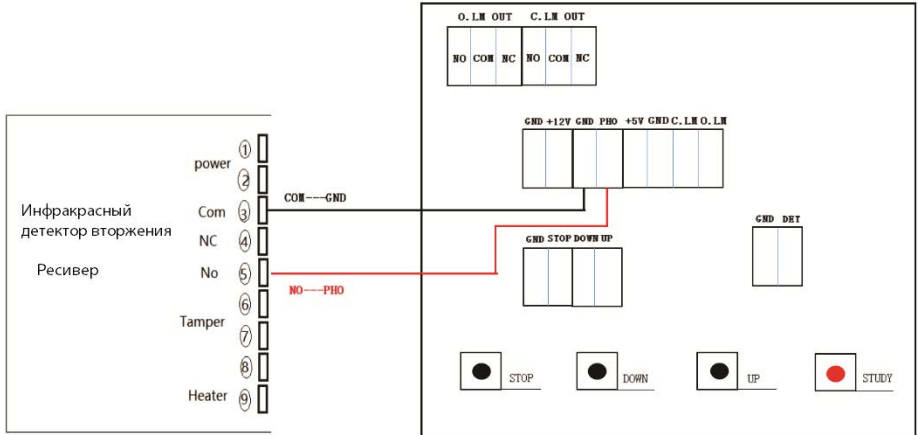 O.LM OUT C.LM OUT
NO COM NC NO COM NC
GND +12V GND PHO +5V GND C.LM O.LM
power
①
②
Com ③
NC ④
No ⑤
⑥
Tamper
⑦
⑧
Heater ⑨
Инфракрасный
детектор вторжения
Ресивер
COM---GND
NO---PHO
GND STOP DOWN UP
GND DET
STOP
DOWN
UP
STUDY